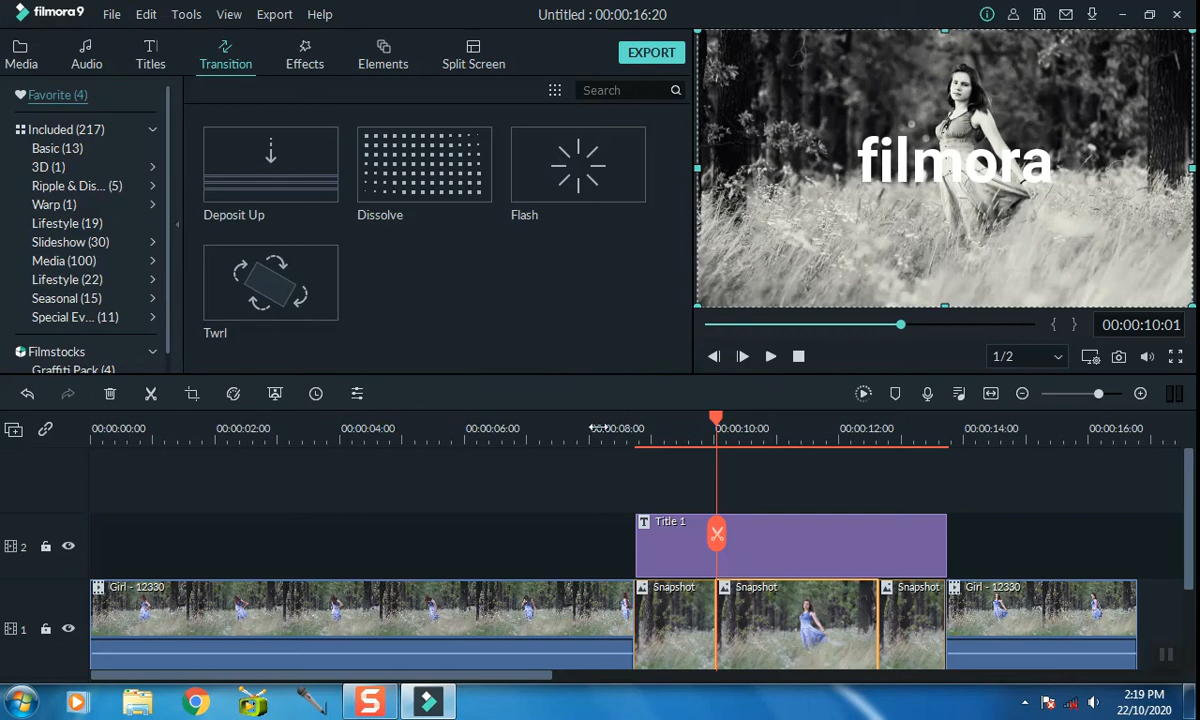 filmora9 File Edit Tools View Export Help Untitled : 00:00:16:20
Media Audio Titles Transition Effects Elements Split Screen EXPORT
Favorite (4)
Search
Included (217)
Basic (13)
3D (1)
Ripple & Dis... (5)
Warp (1)
Lifestyle (19)
Slideshow (30)
Media (100)
Lifestyle (22)
Seasonal (15)
Special Ev... (11)
Filmstocks
Graffiti Pack (4)
Deposit Up
Dissolve
Flash
Twrl
filmora
{ } 00:00:10:01
1/2
00:00:00:00 00:00:02:00 00:00:04:00 00:00:06:00 00:00:08:00 00:00:10:00 00:00:12:00 00:00:14:00 00:00:16:00
2
T Title 1
1
Girl - 12330 Snapshot Snapshot Snapshot Girl - 12330
S
2:19 PM
22/10/2020